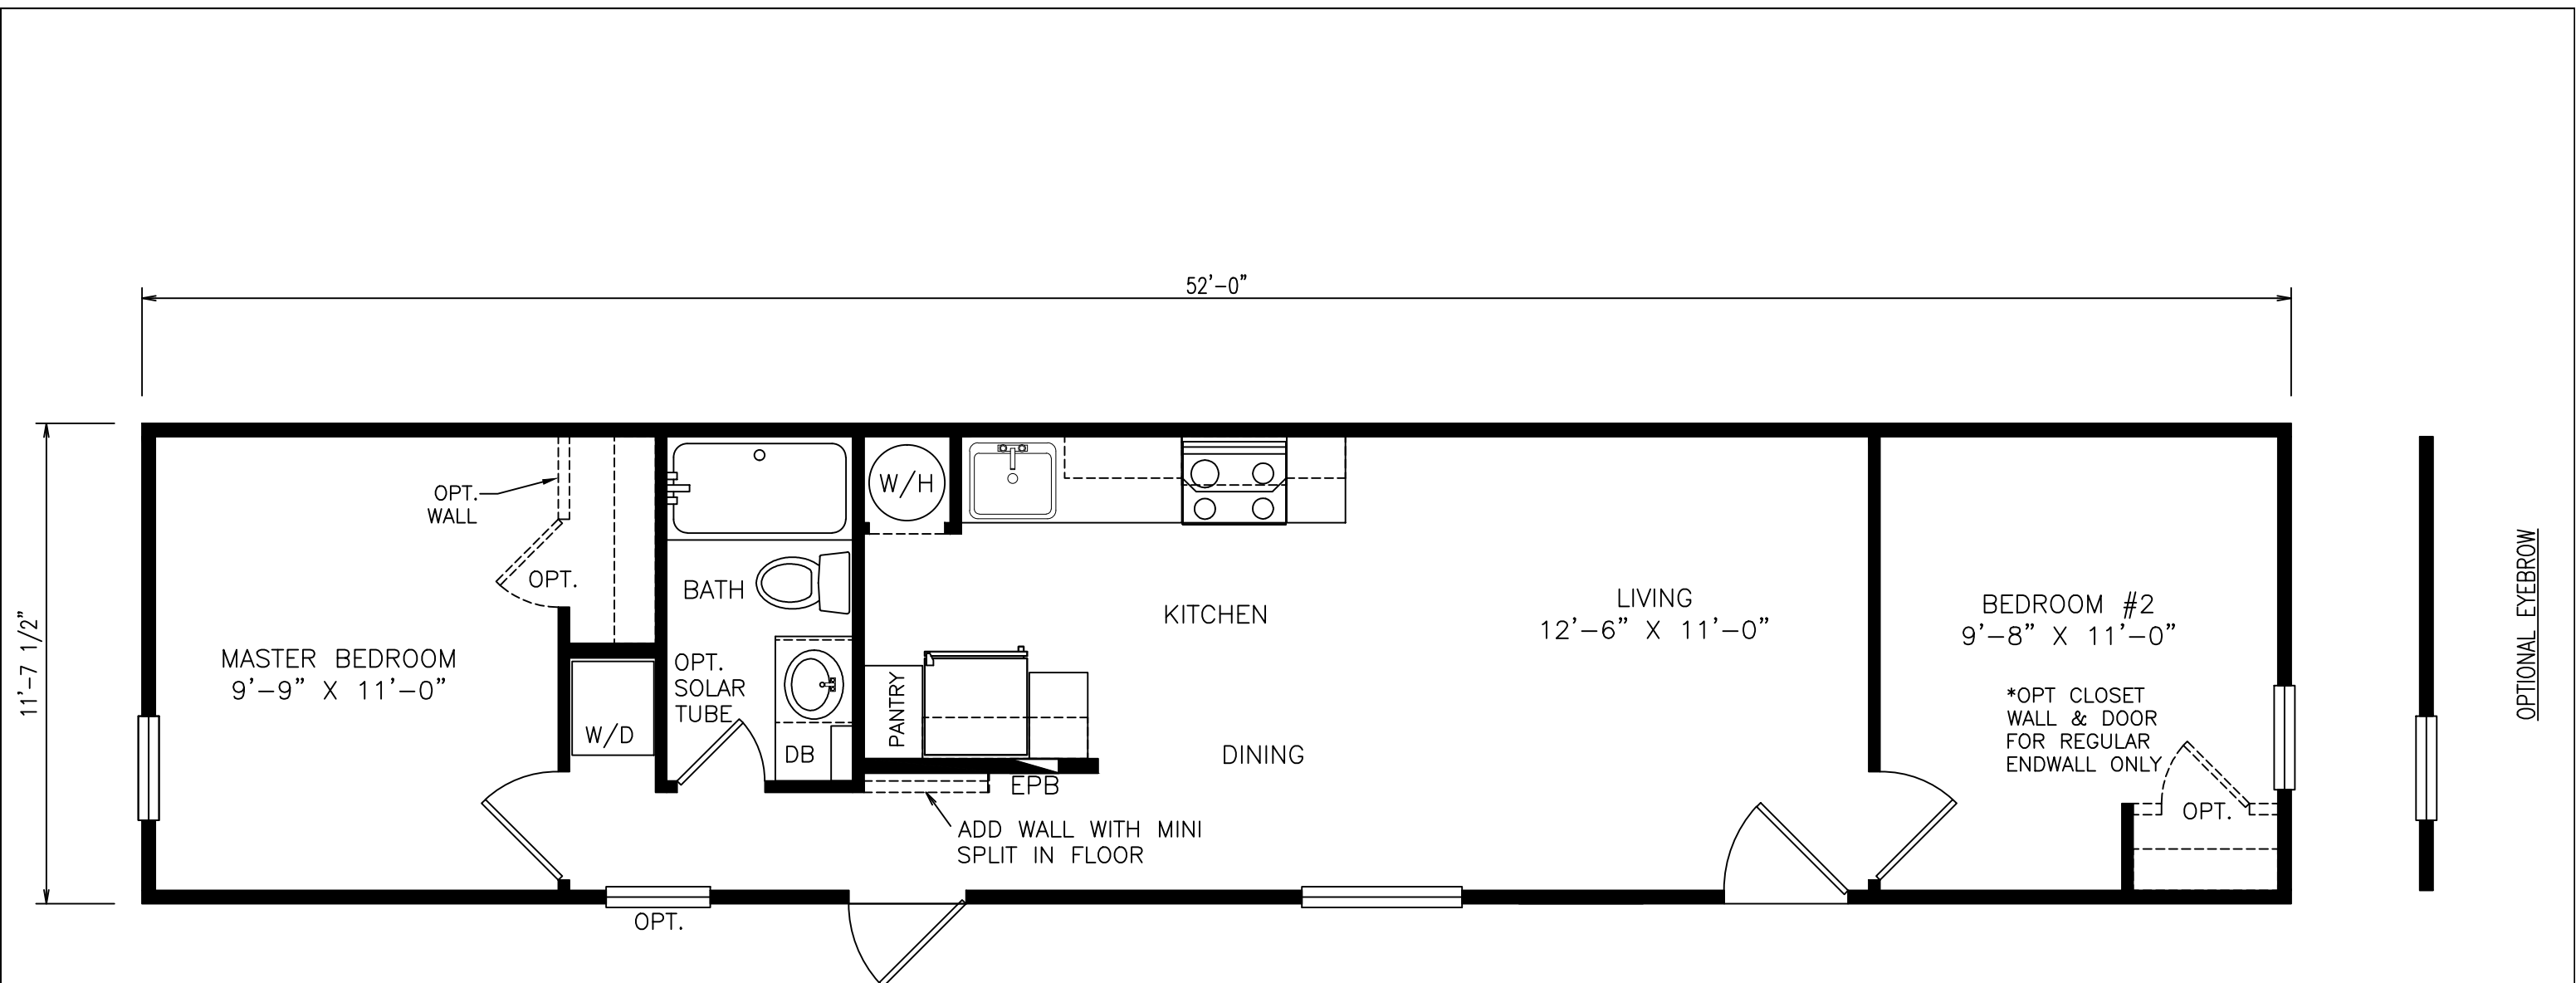 52'-0"
11'-7 1/2"
OPT.
WALL
OPT.
MASTER BEDROOM
9'-9" X 11'-0"
W/D
BATH
OPT.
SOLAR
TUBE
DB
W/H
PANTRY
KITCHEN
DINING
EPB
ADD WALL WITH MINI
SPLIT IN FLOOR
LIVING
12'-6" X 11'-0"
BEDROOM #2
9'-8" X 11'-0"
*OPT CLOSET
WALL & DOOR
FOR REGULAR
ENDWALL ONLY
OPT.
OPT.
OPTIONAL EYEBROW